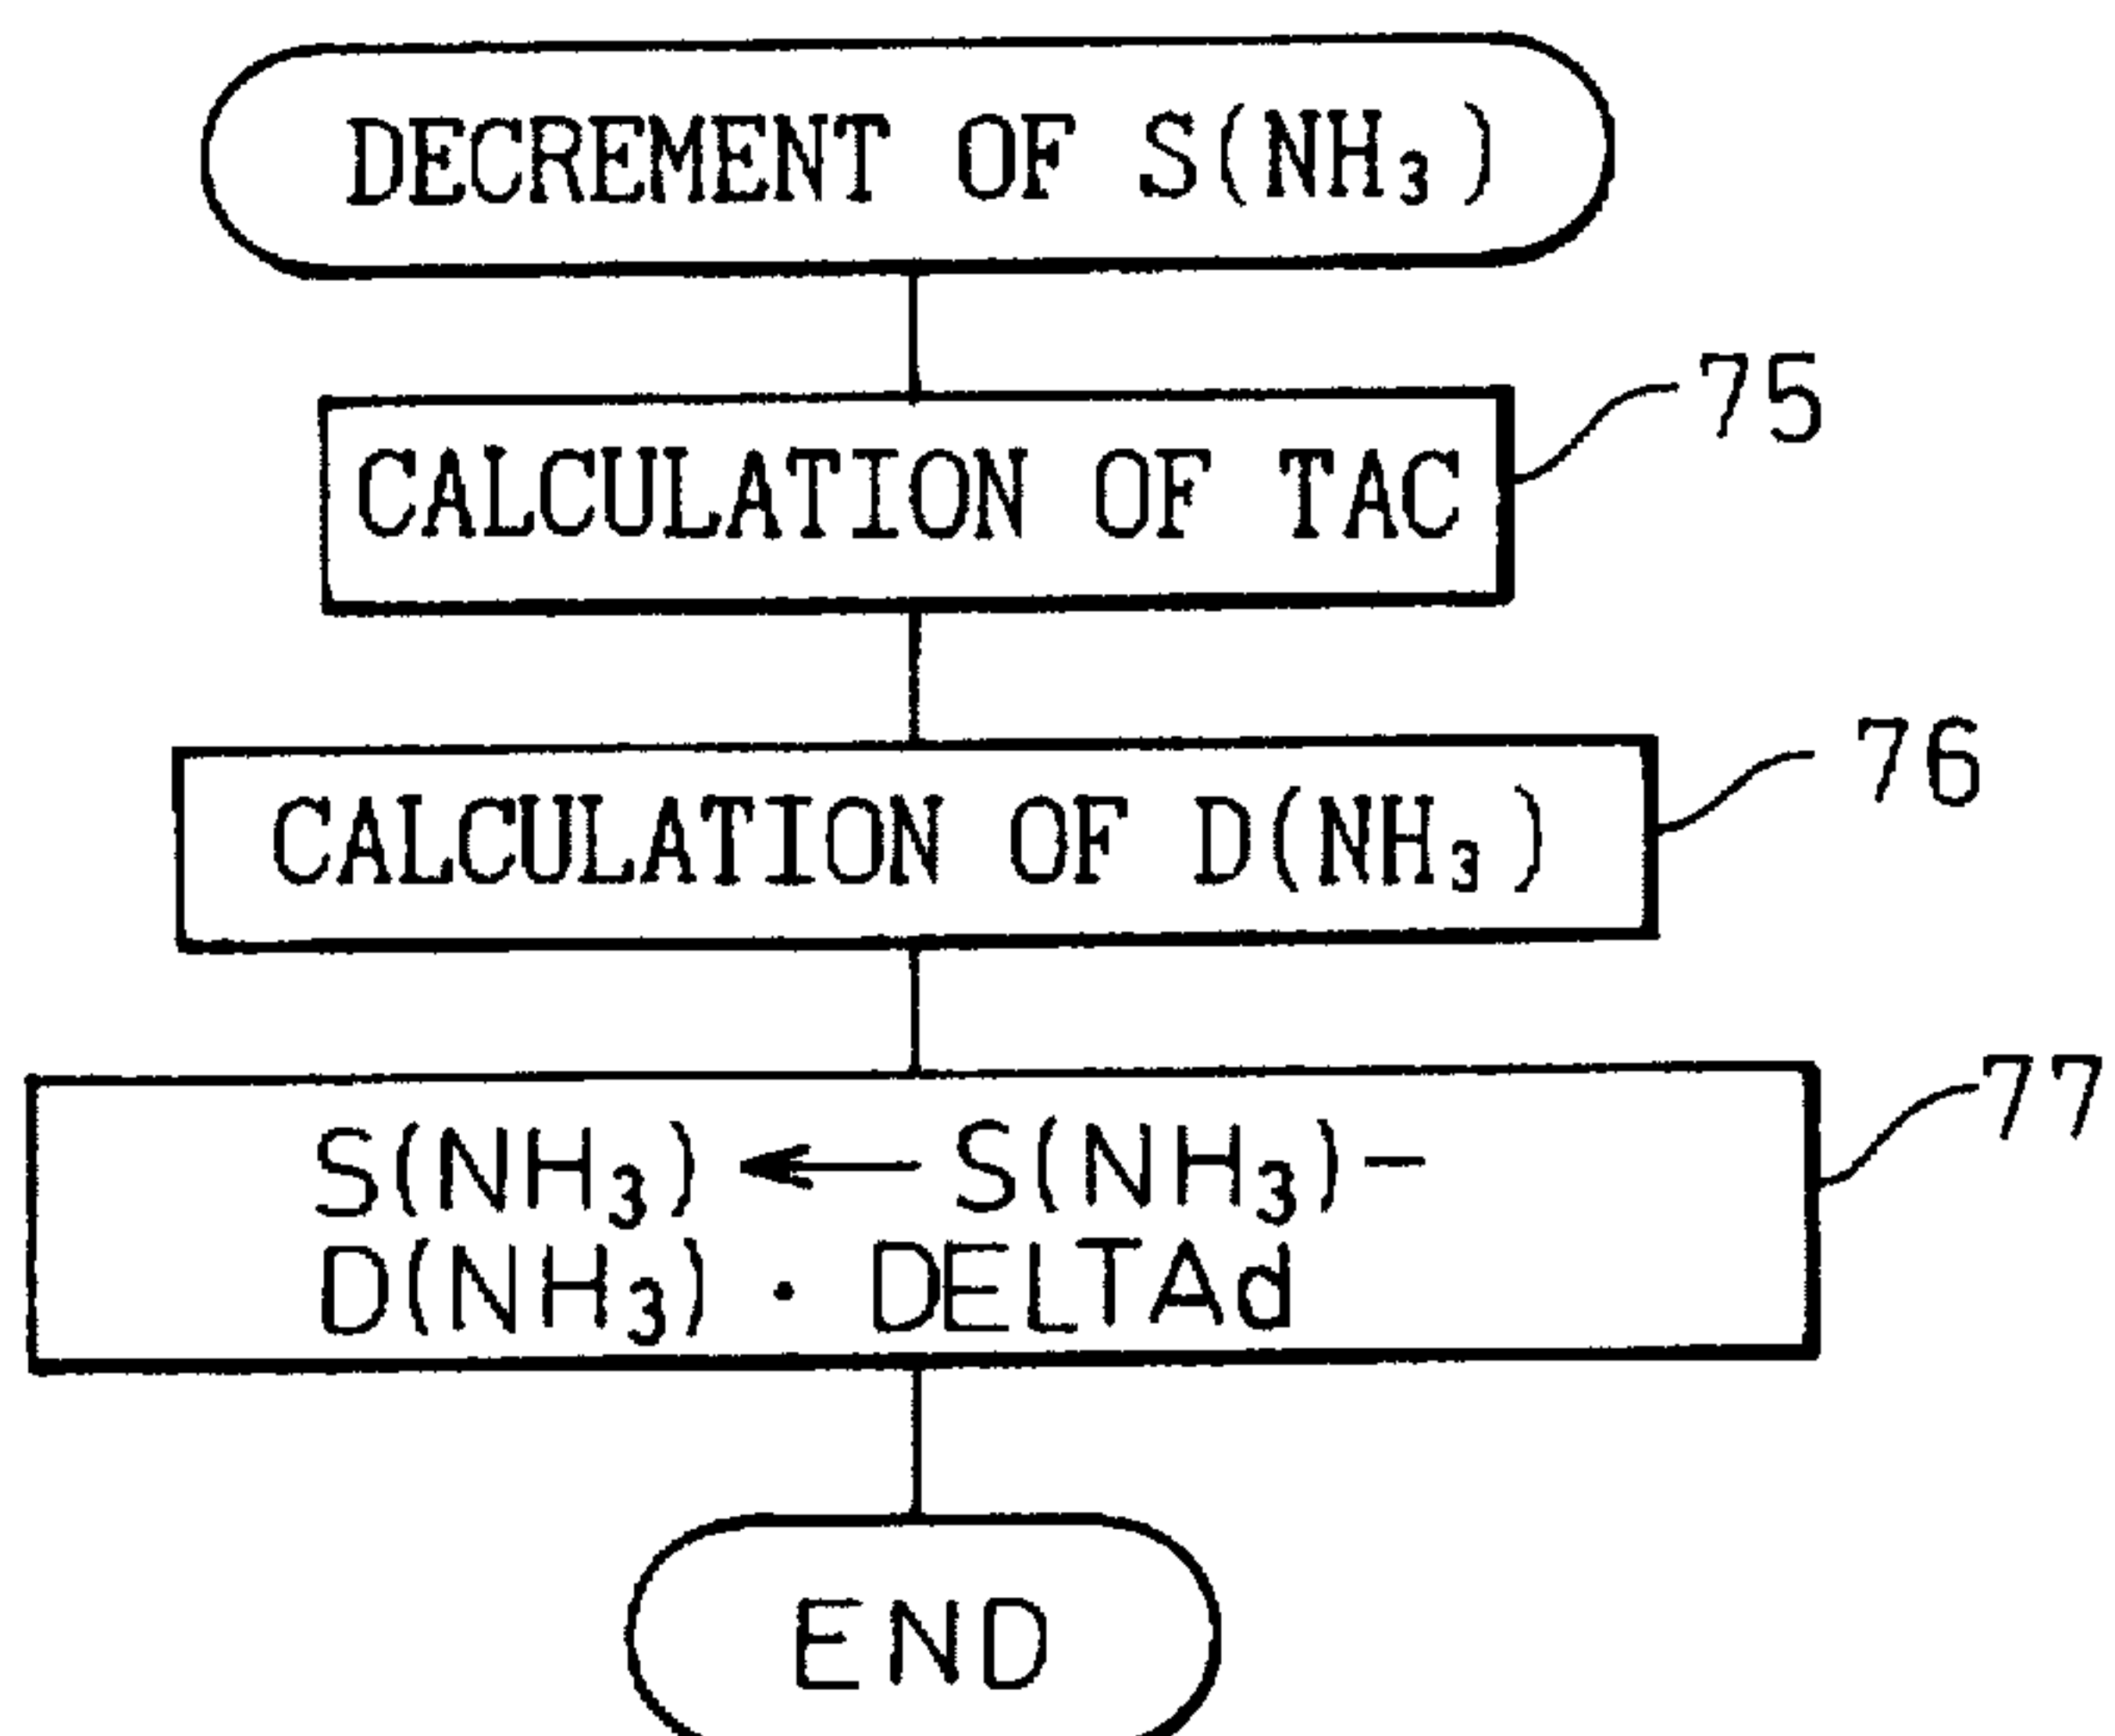 DECREMENT OF S(NH₃)
75
CALCULATION OF TAC
76
CALCULATION OF D(NH₃)
77
S(NH₃) ← S(NH₃)-
D(NH₃) · DELTAd
END